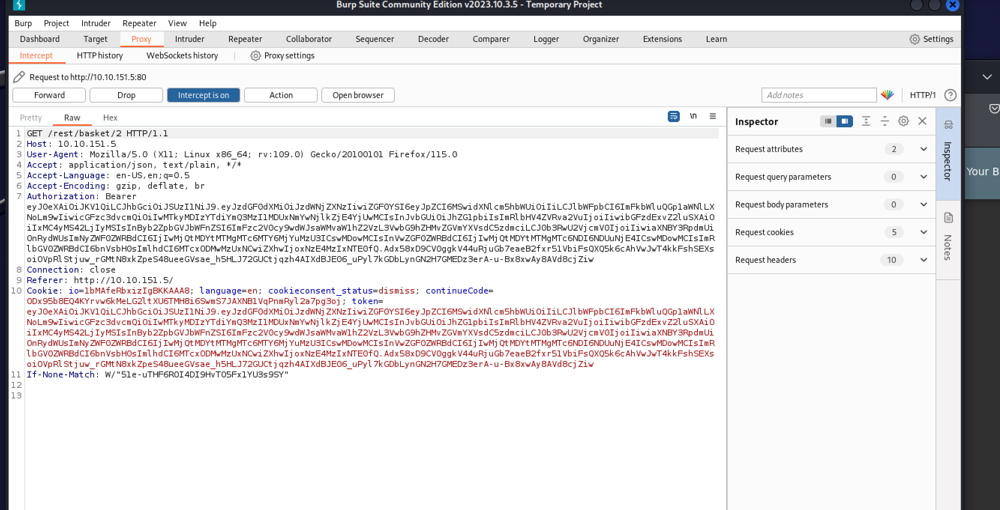 Burp Suite Community Edition v2023.10.3.5 - Temporary Project
Burp Project Intruder Repeater View Help
Dashboard Target Proxy Intruder Repeater Collaborator Sequencer Decoder Comparer Logger Organizer Extensions Learn Settings
Intercept HTTP history WebSockets history Proxy settings
Request to http://10.10.151.5:80
Forward Drop Intercept is on Action Open browser Add notes HTTP/1
Pretty Raw Hex \n
Inspector
Request attributes 2
Request query parameters 0
Request body parameters 0
Request cookies 5
Request headers 10
Inspector
Notes
Your B
1 GET /rest/basket/2 HTTP/1.1
2 Host: 10.10.151.5
3 User-Agent: Mozilla/5.0 (X11; Linux x86_64; rv:109.0) Gecko/20100101 Firefox/115.0
4 Accept: application/json, text/plain, */*
5 Accept-Language: en-US,en;q=0.5
6 Accept-Encoding: gzip, deflate, br
7 Authorization: Bearer
eyJ0eXAiOiJKV1QiLCJhbGciOiJSUzI1NiJ9.eyJzdGF0dXMiOiJzdWNjZXNzIiwiZGF0YSI6eyJpZCI6MSwidXNlcm5hbWUiOiIiLCJlbWFpbCI6ImFkbWluQGp1aWNlLX
NoLm9wIiwicGFzc3dvcmQiOiIwMTkyMDIzYTdiYmQ3MzI1MDUxNmYwNjlkZjE4YjUwMCIsInJvbGUiOiJhZG1pbiIsImRlbHV4ZVRva2VuIjoiIiwibGFzdExvZ2luSXAiO
iIxMC4yMS42LjIyMSIsInByb2ZpbGVJbWFnZSI6ImFzc2V0cy9wdWJsaWMvaW1hZ2VzL3VwbG9hZHMvZGVmYXVsdC5zdmciLCJ0b3RwU2VjcmV0IjoiIiwiaXNBY3RpdmUi
OnRydWUsImNyZWF0ZWRBdCI6IjIwMjQtMDYtMTMgMTc6MTY6MjYuMzU3ICswMDowMCIsInVwZGF0ZWRBdCI6IjIwMjQtMDYtMTMgMTc6NDI6NDUuNjE4ICswMDowMCIsImR
lbGV0ZWRBdCI6bnVsbH0sImlhdCI6MTcxODMwMzUxNCwiZXhwIjoxNzE4MzIxNTE0fQ.Adx58xD9CV0ggkV44uRjuGb7eaeB2fxr51VbiFsQXQ5k6cAhVwJwT4kkFshSEXs
oiOVpRlStjuw_rGMtN8xkZpeS48ueeGVsae_h5HLJ72GUCtjqzh4AIXdBJE06_uPyl7kGDbLynGN2H7GMEDz3erA-u-Bx8xwAy8AVd8cjZiw
8 Connection: close
9 Referer: http://10.10.151.5/
10 Cookie: io=1bMAfeRbxizIgBKKAAA8; language=en; cookieconsent_status=dismiss; continueCode=
ODx95b8EQ4KYrvw6kMeLG2ltXU6TMH8i6SwmS7JAXNB1VqPnmRyl2a7pg3oj; token=
eyJ0eXAiOiJKV1QiLCJhbGciOiJSUzI1NiJ9.eyJzdGF0dXMiOiJzdWNjZXNzIiwiZGF0YSI6eyJpZCI6MSwidXNlcm5hbWUiOiIiLCJlbWFpbCI6ImFkbWluQGp1aWNlLX
NoLm9wIiwicGFzc3dvcmQiOiIwMTkyMDIzYTdiYmQ3MzI1MDUxNmYwNjlkZjE4YjUwMCIsInJvbGUiOiJhZG1pbiIsImRlbHV4ZVRva2VuIjoiIiwibGFzdExvZ2luSXAiO
iIxMC4yMS42LjIyMSIsInByb2ZpbGVJbWFnZSI6ImFzc2V0cy9wdWJsaWMvaW1hZ2VzL3VwbG9hZHMvZGVmYXVsdC5zdmciLCJ0b3RwU2VjcmV0IjoiIiwiaXNBY3RpdmUi
OnRydWUsImNyZWF0ZWRBdCI6IjIwMjQtMDYtMTMgMTc6MTY6MjYuMzU3ICswMDowMCIsInVwZGF0ZWRBdCI6IjIwMjQtMDYtMTMgMTc6NDI6NDUuNjE4ICswMDowMCIsImR
lbGV0ZWRBdCI6bnVsbH0sImlhdCI6MTcxODMwMzUxNCwiZXhwIjoxNzE4MzIxNTE0fQ.Adx58xD9CV0ggkV44uRjuGb7eaeB2fxr51VbiFsQXQ5k6cAhVwJwT4kkFshSEXs
oiOVpRlStjuw_rGMtN8xkZpeS48ueeGVsae_h5HLJ72GUCtjqzh4AIXdBJE06_uPyl7kGDbLynGN2H7GMEDz3erA-u-Bx8xwAy8AVd8cjZiw
11 If-None-Match: W/"51e-uTHF6ROI4DI9HvTO5Fx1YU3s9SY"
12
13